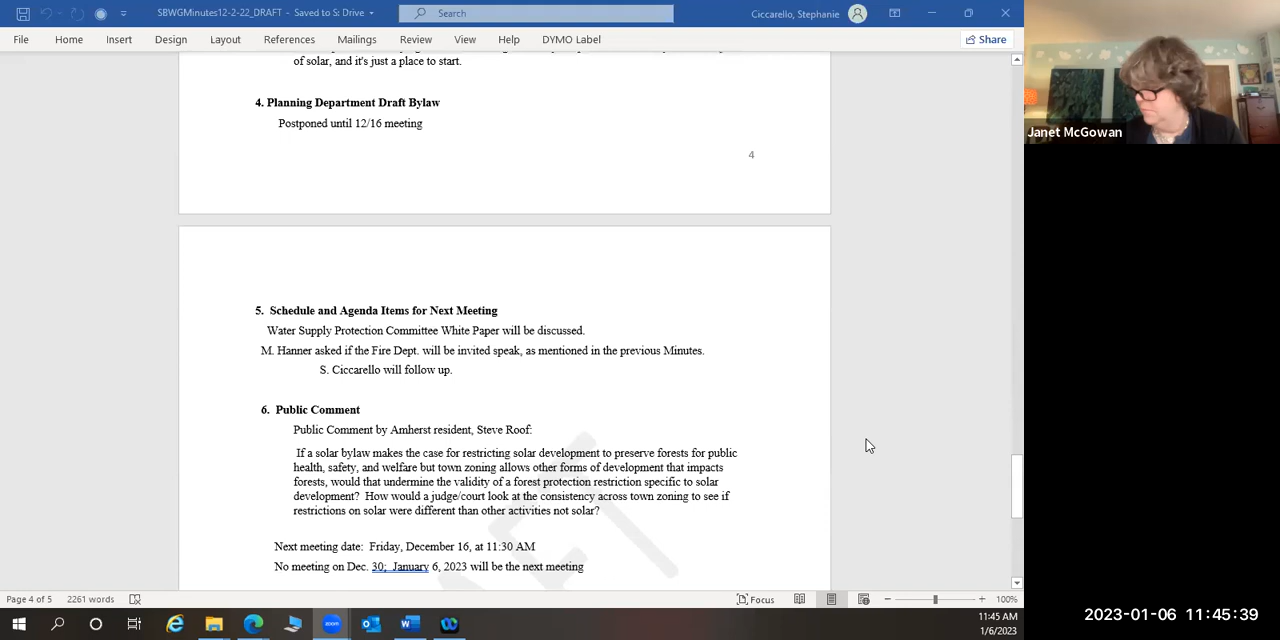 SBWGMinutes12-2-22_DRAFT - Saved to S: Drive
Search
Ciccarello, Stephanie
File Home Insert Design Layout References Mailings Review View Help DYMO Label
Share
of solar, and it's just a place to start.
4. Planning Department Draft Bylaw
Postponed until 12/16 meeting
4
Janet McGowan
5. Schedule and Agenda Items for Next Meeting
Water Supply Protection Committee White Paper will be discussed.
M. Hanner asked if the Fire Dept. will be invited speak, as mentioned in the previous Minutes.
S. Ciccarello will follow up.
6. Public Comment
Public Comment by Amherst resident, Steve Roof:
If a solar bylaw makes the case for restricting solar development to preserve forests for public
health, safety, and welfare but town zoning allows other forms of development that impacts
forests, would that undermine the validity of a forest protection restriction specific to solar
development? How would a judge/court look at the consistency across town zoning to see if
restrictions on solar were different than other activities not solar?
Next meeting date: Friday, December 16, at 11:30 AM
No meeting on Dec. 30; January 6, 2023 will be the next meeting
Page 4 of 5 2261 words
Focus
100%
11:45 AM
1/6/2023
2023-01-06 11:45:39